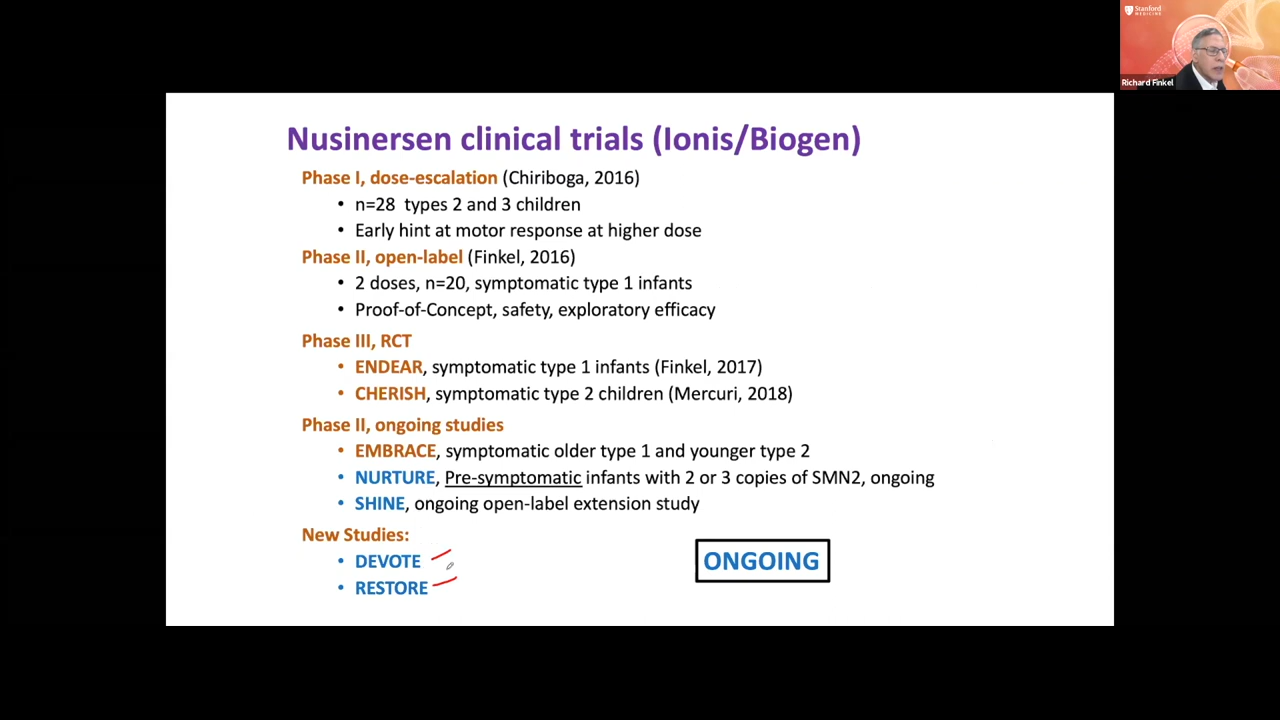 Stanford
MEDICINE
Richard Finkel
Nusinersen clinical trials (Ionis/Biogen)
Phase I, dose-escalation (Chiriboga, 2016)
• n=28 types 2 and 3 children
• Early hint at motor response at higher dose
Phase II, open-label (Finkel, 2016)
• 2 doses, n=20, symptomatic type 1 infants
• Proof-of-Concept, safety, exploratory efficacy
Phase III, RCT
• ENDEAR, symptomatic type 1 infants (Finkel, 2017)
• CHERISH, symptomatic type 2 children (Mercuri, 2018)
Phase II, ongoing studies
• EMBRACE, symptomatic older type 1 and younger type 2
• NURTURE, Pre-symptomatic infants with 2 or 3 copies of SMN2, ongoing
• SHINE, ongoing open-label extension study
New Studies:
• DEVOTE
• RESTORE
ONGOING